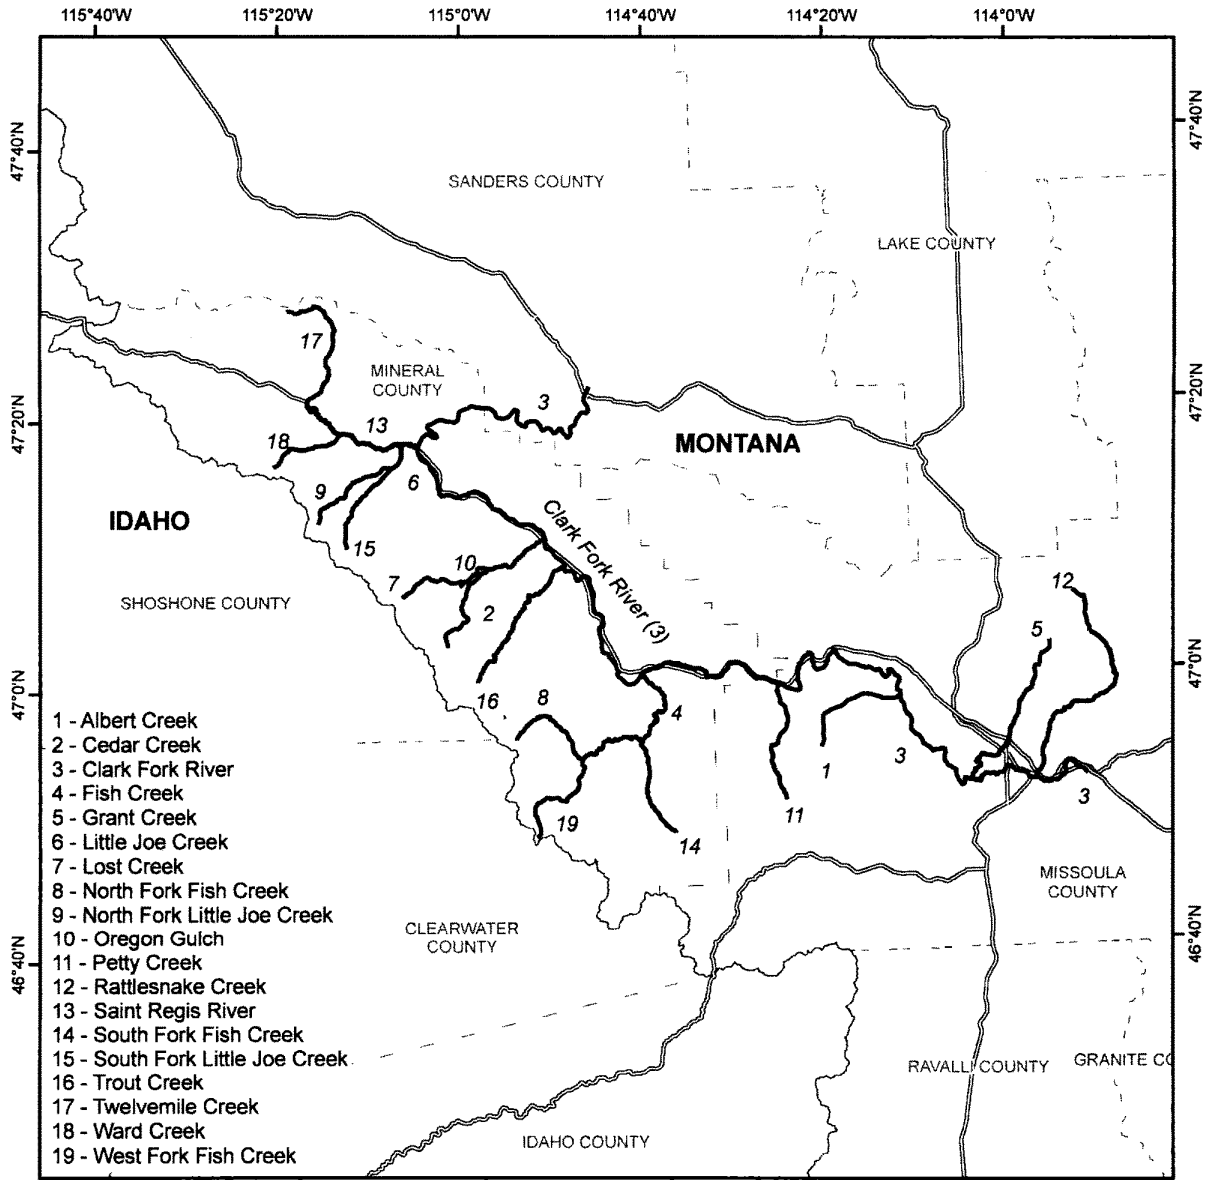 115°40'W 115°20'W 115°0'W 114°40'W 114°20'W 114°0'W
47°40'N
47°40'N
SANDERS COUNTY
LAKE COUNTY
17
MINERAL
COUNTY
3
47°20'N
47°20'N
13
18
MONTANA
6
9
IDAHO
Clark Fork River (3)
15
10
7
12
SHOSHONE COUNTY
2
5
47°0'N
47°0'N
16
8
4
1
3
11
3
19
14
1 - Albert Creek
2 - Cedar Creek
3 - Clark Fork River
4 - Fish Creek
5 - Grant Creek
6 - Little Joe Creek
7 - Lost Creek
8 - North Fork Fish Creek
9 - North Fork Little Joe Creek
10 - Oregon Gulch
11 - Petty Creek
12 - Rattlesnake Creek
13 - Saint Regis River
14 - South Fork Fish Creek
15 - South Fork Little Joe Creek
16 - Trout Creek
17 - Twelvemile Creek
18 - Ward Creek
19 - West Fork Fish Creek
MISSOULA
COUNTY
CLEARWATER
COUNTY
46°40'N
46°40'N
RAVALLI COUNTY
GRANITE CO
IDAHO COUNTY